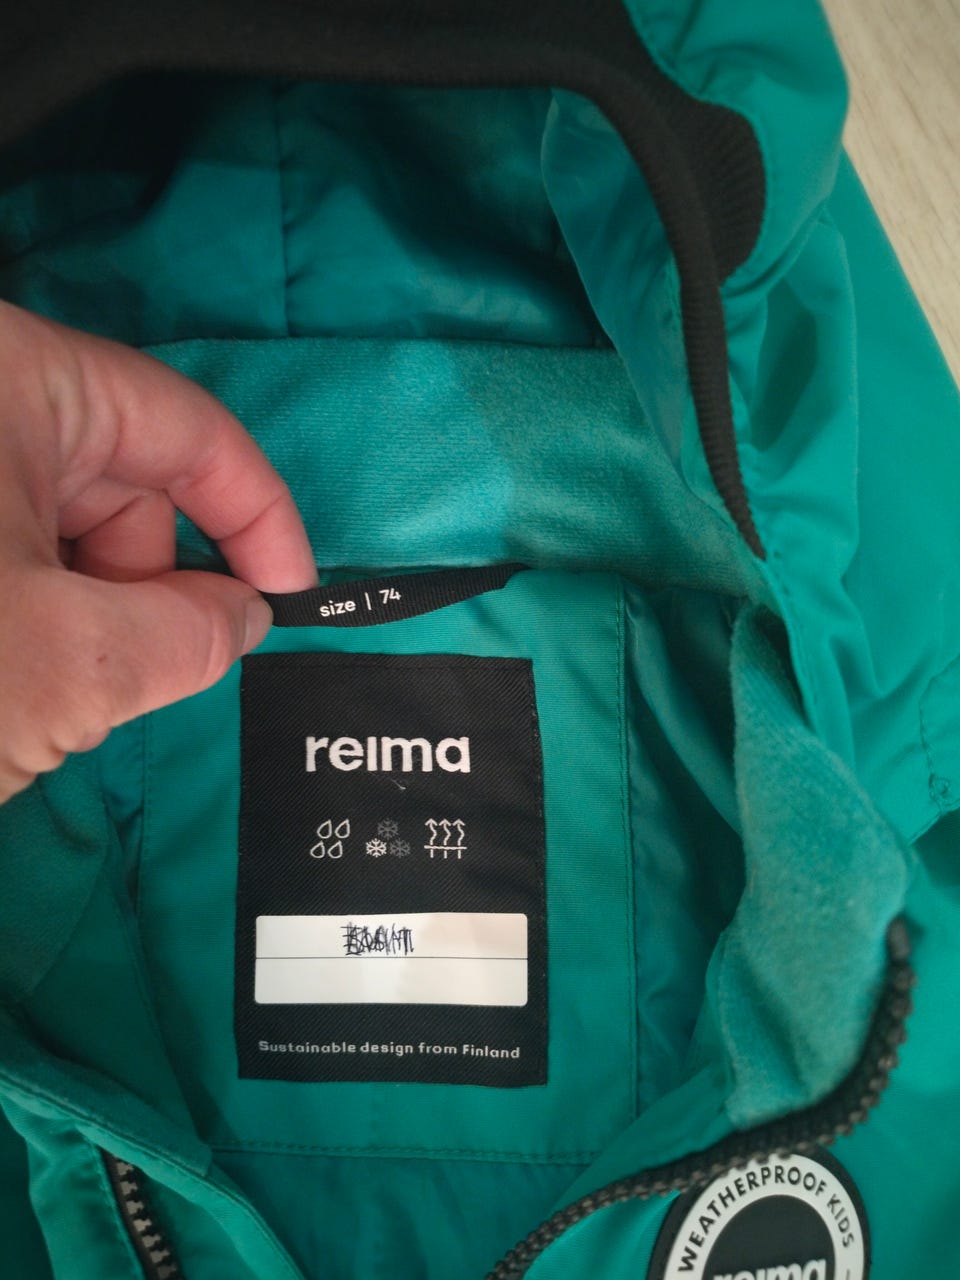 size | 74
reima
Sustainable design from Finland
WEATHERPROOF KIDS
reima